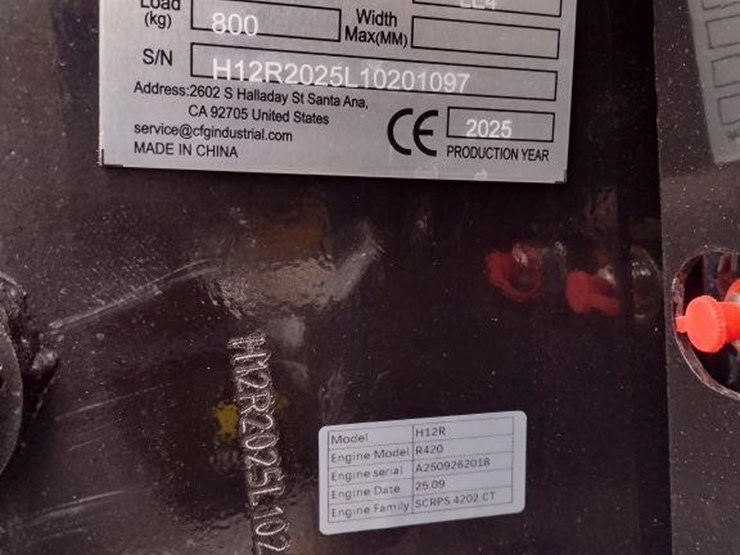 Load
(kg)
800
Width
Max(MM)
S/N
H12R2025L10201097
Address:2602 S Halladay St Santa Ana,
CA 92705 United States
service@cfgindustrial.com
MADE IN CHINA
CE
2025
PRODUCTION YEAR
H12R2025L102
Model H12R
Engine Model R420
Engine serial A2509262018
Engine Date 25.09
Engine Family SCRPS.4202.CT